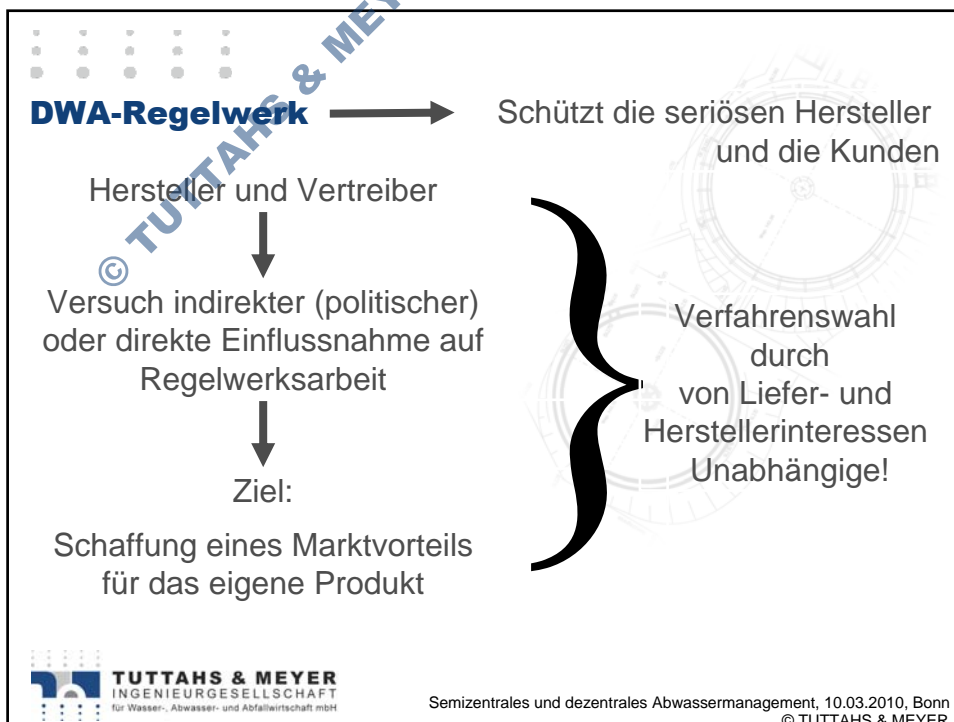 © TUTTAHS & MEYER
DWA-Regelwerk
Schützt die seriösen Hersteller
und die Kunden
Hersteller und Vertreiber
Versuch indirekter (politischer)
oder direkte Einflussnahme auf
Regelwerksarbeit
Ziel:
Schaffung eines Marktvorteils
für das eigene Produkt
Verfahrenswahl
durch
von Liefer- und
Herstellerinteressen
Unabhängige!
TUTTAHS & MEYER
INGENIEURGESELLSCHAFT
für Wasser-, Abwasser- und Abfallwirtschaft mbH
Semizentrales und dezentrales Abwassermanagement, 10.03.2010, Bonn
© TUTTAHS & MEYER